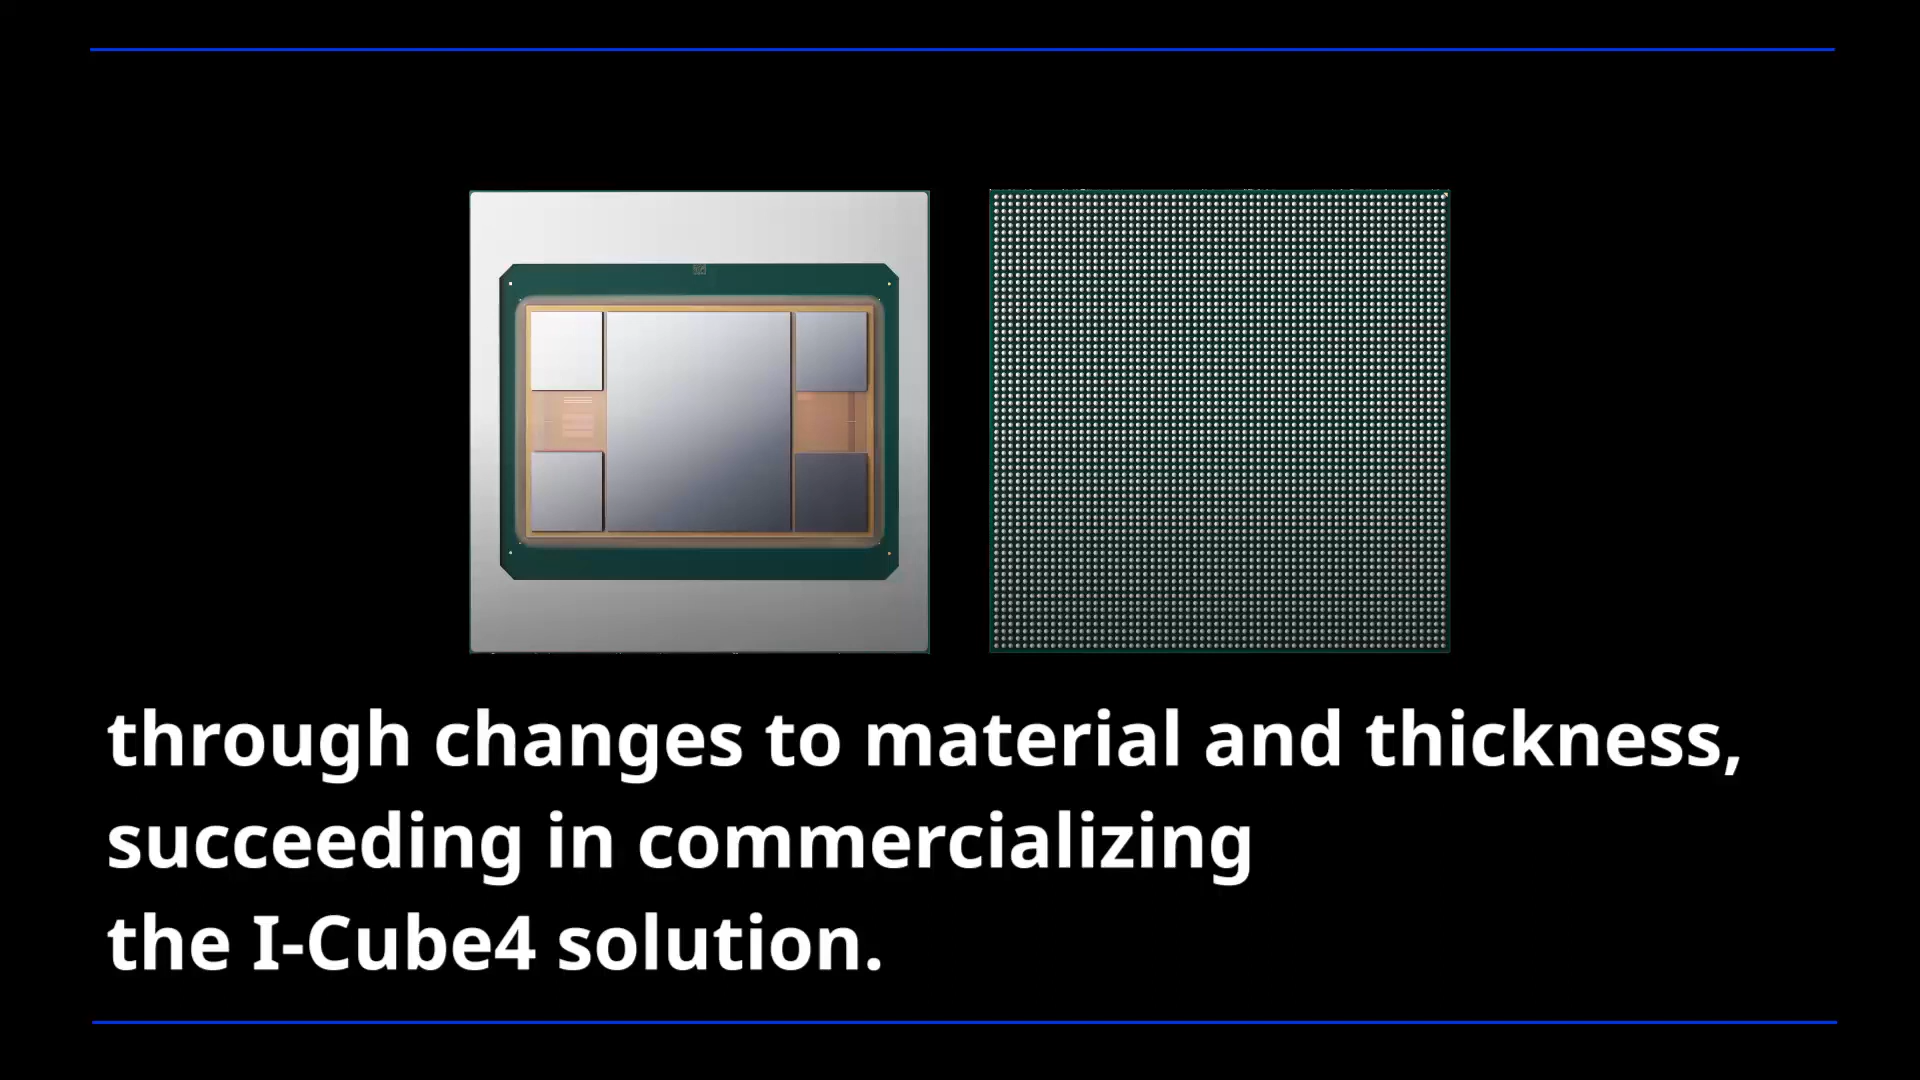 through changes to material and thickness,
succeeding in commercializing
the I-Cube4 solution.